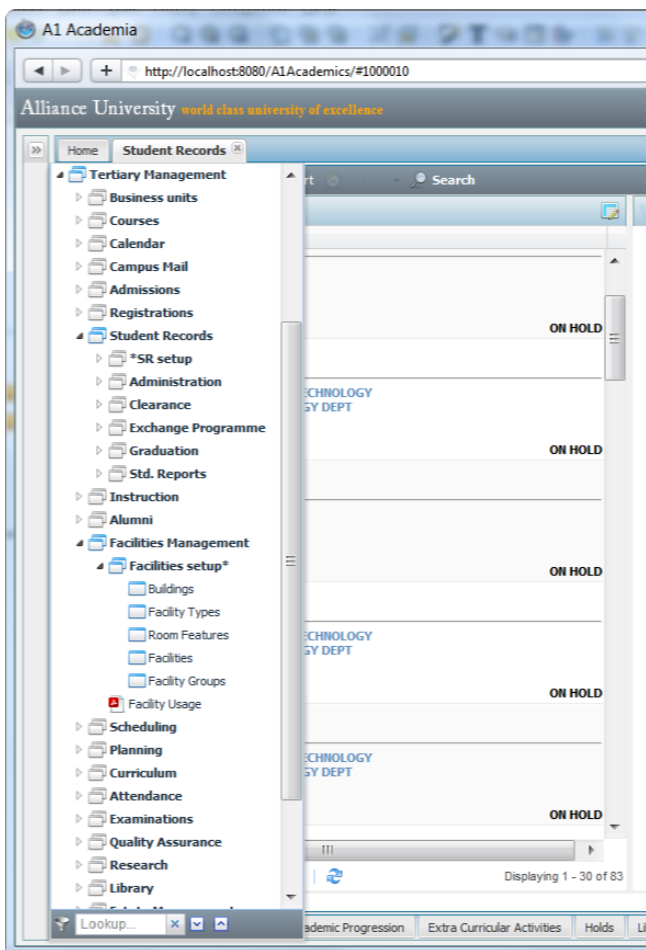 A1 Academia
http://localhost:8080/A1Academics/#1000010
Alliance University world class university of excellence
Home
Student Records
Tertiary Management
Search
Business units
Courses
Calendar
Campus Mail
Admissions
Registrations
ON HOLD
Student Records
*SR setup
Administration
CHNOLOGY
Clearance
GY DEPT
Exchange Programme
Graduation
ON HOLD
Std. Reports
Instruction
Alumni
Facilities Management
Facilities setup*
ON HOLD
Buildings
Facility Types
Room Features
CHNOLOGY
Facilities
GY DEPT
Facility Groups
ON HOLD
Facility Usage
Scheduling
Planning
CHNOLOGY
Curriculum
GY DEPT
Attendance
Examinations
ON HOLD
Quality Assurance
Research
Displaying 1 - 30 of 83
Library
Lookup...
ademic Progression
Extra Curricular Activities
Holds